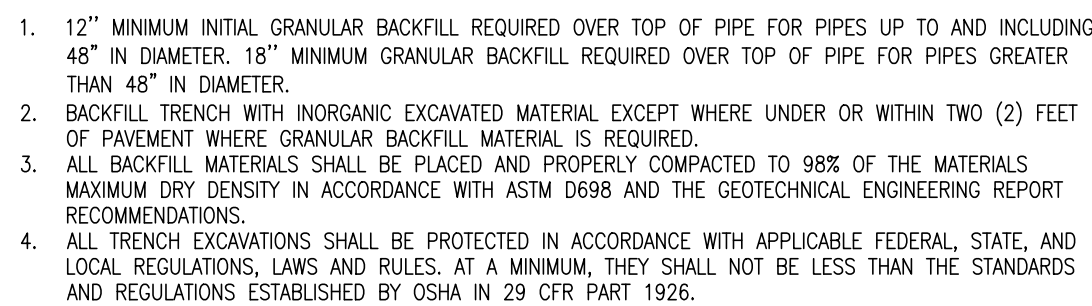 1. 12'' MINIMUM INITIAL GRANULAR BACKFILL REQUIRED OVER TOP OF PIPE FOR PIPES UP TO AND INCLUDING
48" IN DIAMETER. 18'' MINIMUM GRANULAR BACKFILL REQUIRED OVER TOP OF PIPE FOR PIPES GREATER
THAN 48" IN DIAMETER.
2. BACKFILL TRENCH WITH INORGANIC EXCAVATED MATERIAL EXCEPT WHERE UNDER OR WITHIN TWO (2) FEET
OF PAVEMENT WHERE GRANULAR BACKFILL MATERIAL IS REQUIRED.
3. ALL BACKFILL MATERIALS SHALL BE PLACED AND PROPERLY COMPACTED TO 98% OF THE MATERIALS
MAXIMUM DRY DENSITY IN ACCORDANCE WITH ASTM D698 AND THE GEOTECHNICAL ENGINEERING REPORT
RECOMMENDATIONS.
4. ALL TRENCH EXCAVATIONS SHALL BE PROTECTED IN ACCORDANCE WITH APPLICABLE FEDERAL, STATE, AND
LOCAL REGULATIONS, LAWS AND RULES. AT A MINIMUM, THEY SHALL NOT BE LESS THAN THE STANDARDS
AND REGULATIONS ESTABLISHED BY OSHA IN 29 CFR PART 1926.